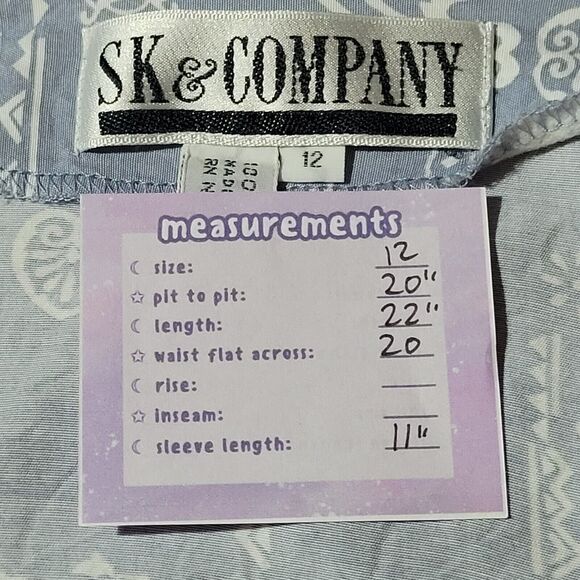 SK & COMPANY
12
measurements
size: 12
pit to pit: 20"
length: 22"
waist flat across: 20
rise:
inseam:
sleeve length: 11"